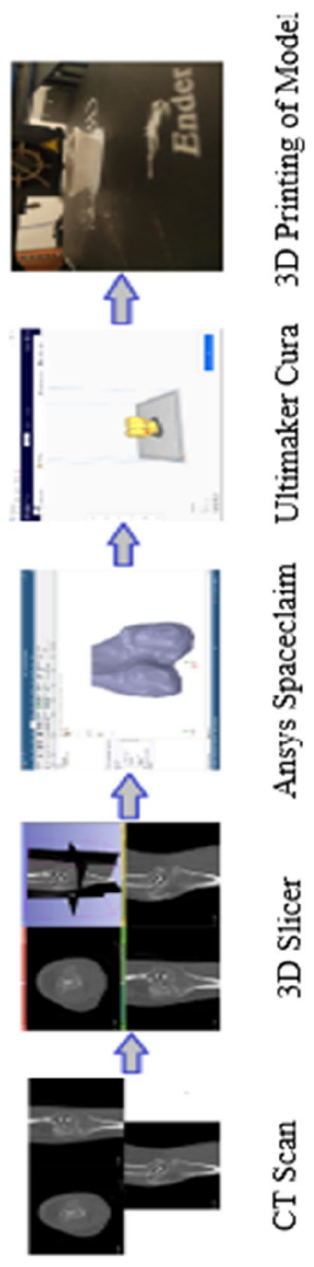 CT Scan
3D Slicer
Ansys Spaceclaim
Ultimaker Cura
3D Printing of Model
Ender